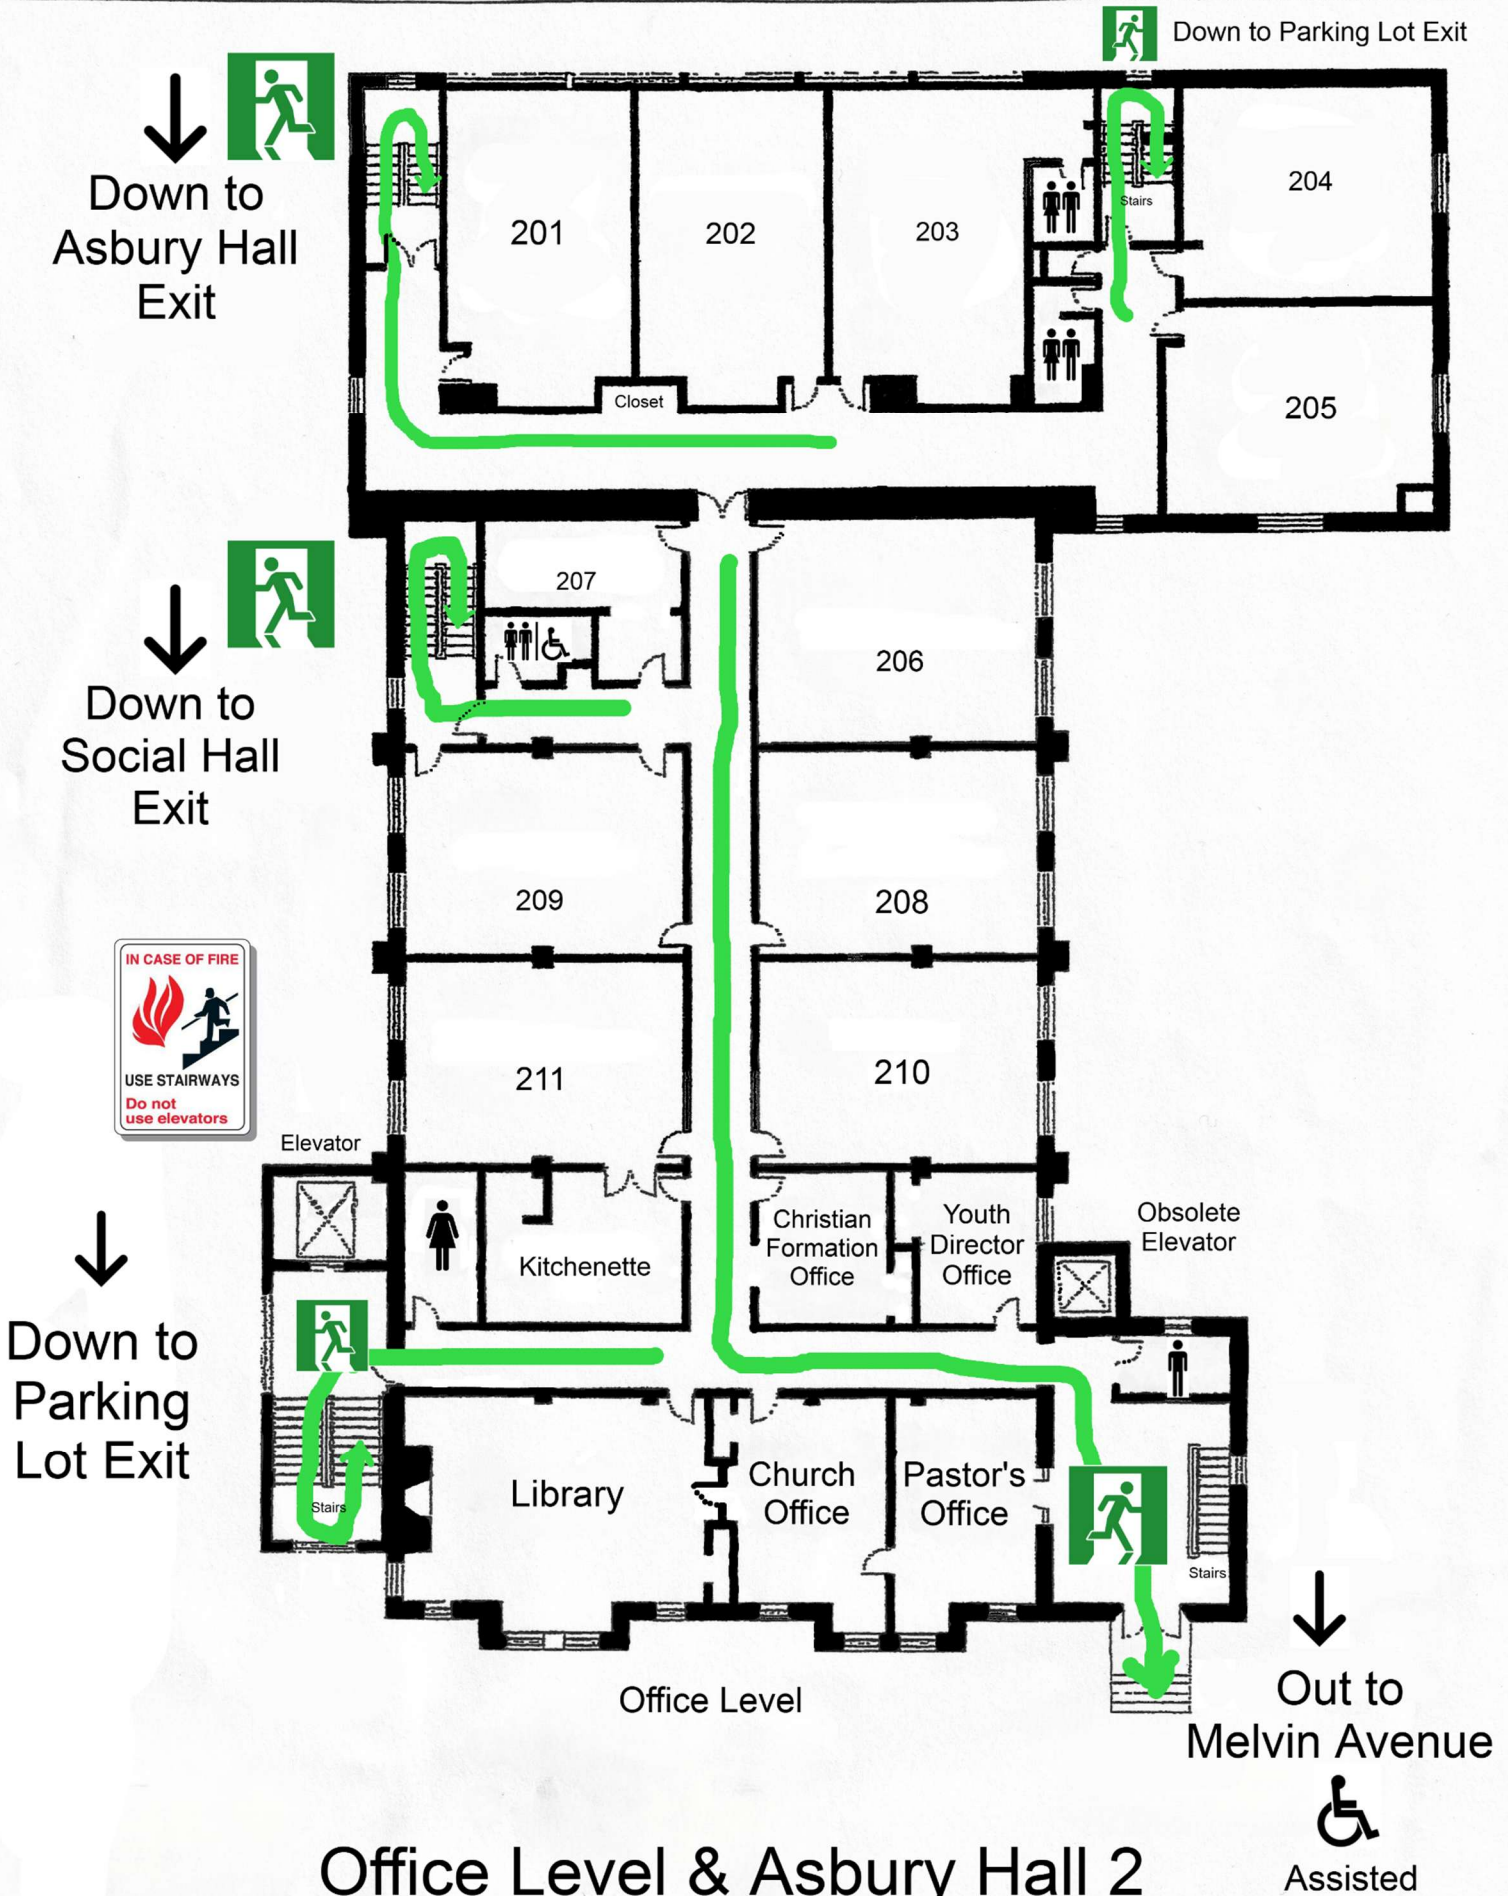 Down to Parking Lot Exit
Down to
Asbury Hall
Exit
201
202
203
Stairs
204
Closet
205
207
206
Down to
Social Hall
Exit
209
208
IN CASE OF FIRE
USE STAIRWAYS
Do not
use elevators
211
210
Elevator
Kitchenette
Christian
Formation
Office
Youth
Director
Office
Obsolete
Elevator
Down to
Parking
Lot Exit
Stairs
Library
Church
Office
Pastor's
Office
Stairs
Office Level
Out to
Melvin Avenue
Assisted
Office Level & Asbury Hall 2